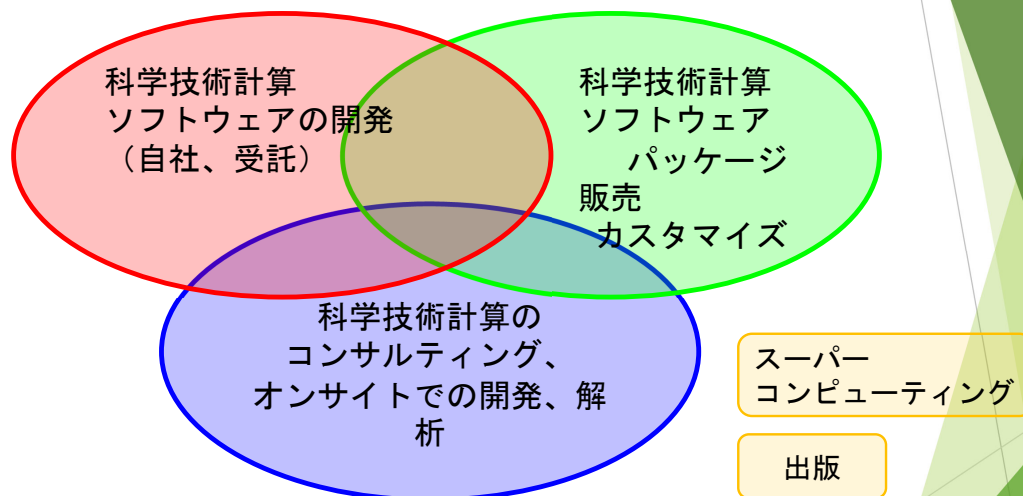 科学技術計算
ソフトウェアの開発
（自社、受託）
科学技術計算
ソフトウェア
パッケージ
販売
カスタマイズ
科学技術計算の
コンサルティング、
オンサイトでの開発、解
析
スーパー
コンピューティング
出版